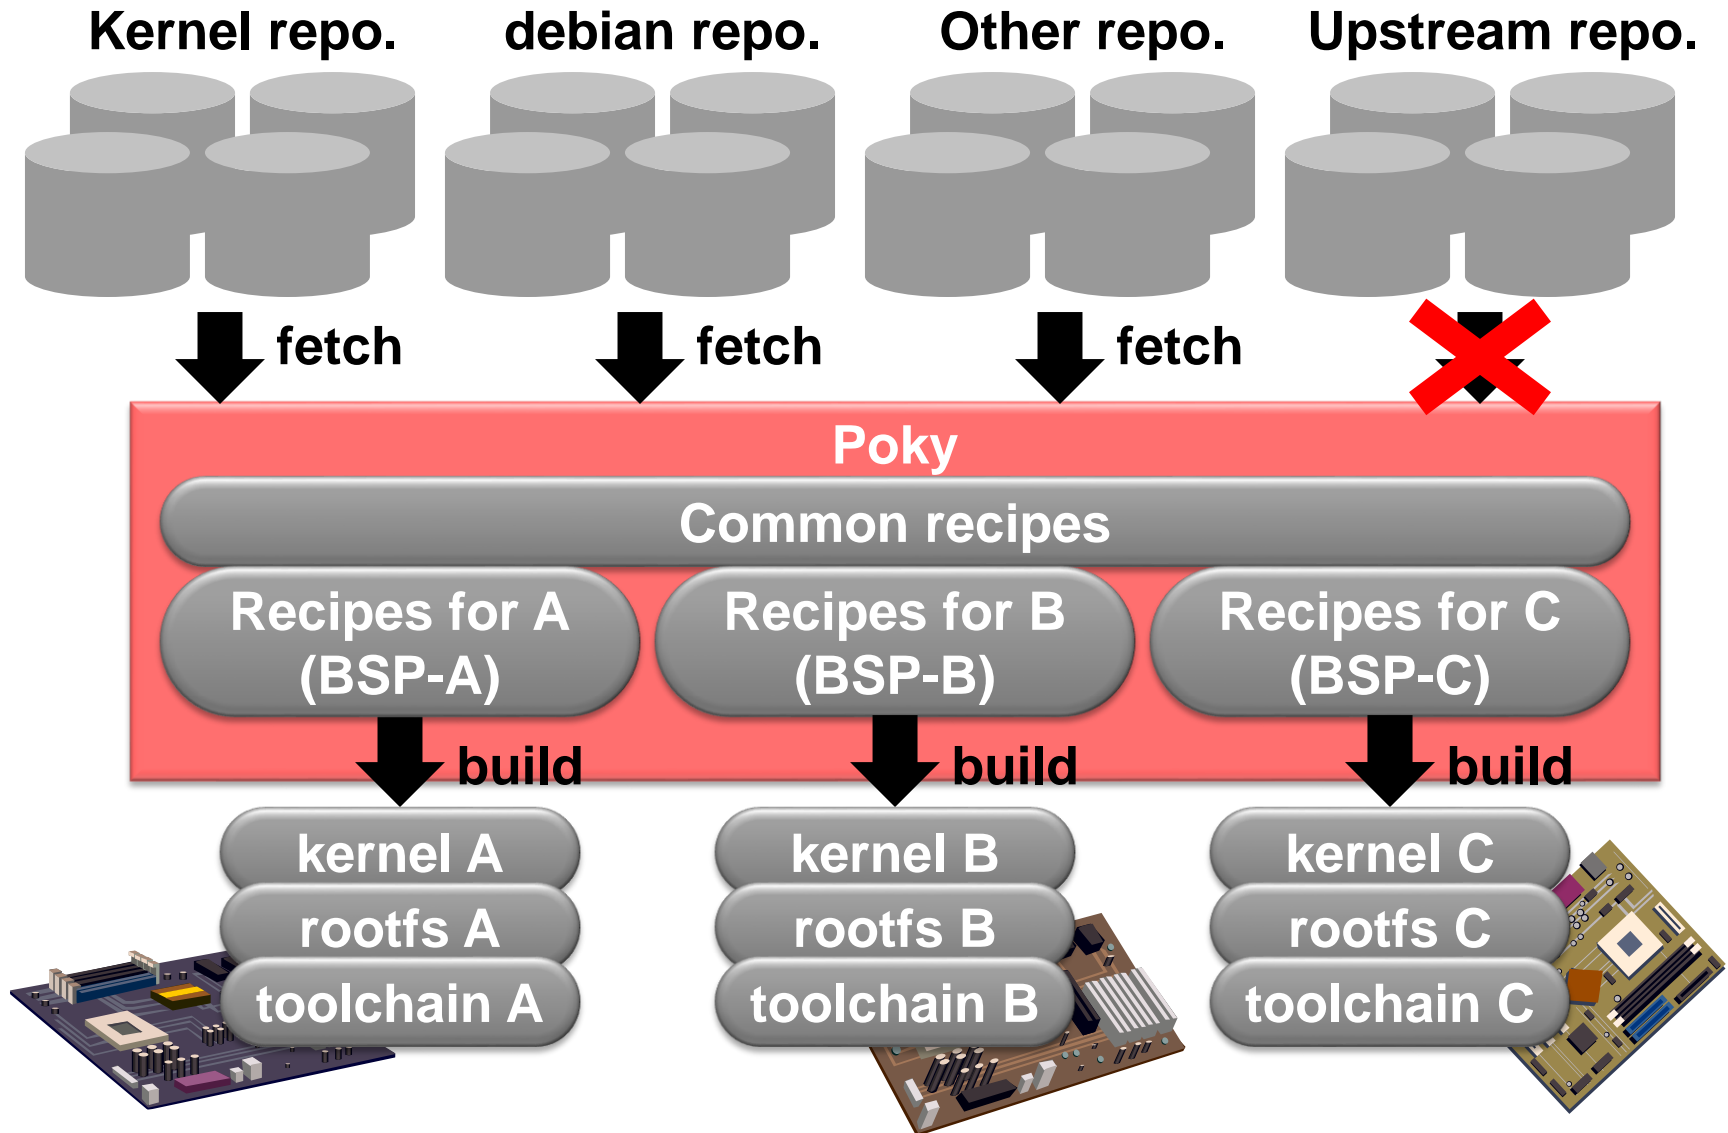 Kernel repo.
debian repo.
Other repo.
Upstream repo.
fetch
fetch
fetch
Poky
Common recipes
Recipes for A
(BSP-A)
Recipes for B
(BSP-B)
Recipes for C
(BSP-C)
build
build
build
kernel A
kernel B
kernel C
rootfs A
rootfs B
rootfs C
toolchain A
toolchain B
toolchain C